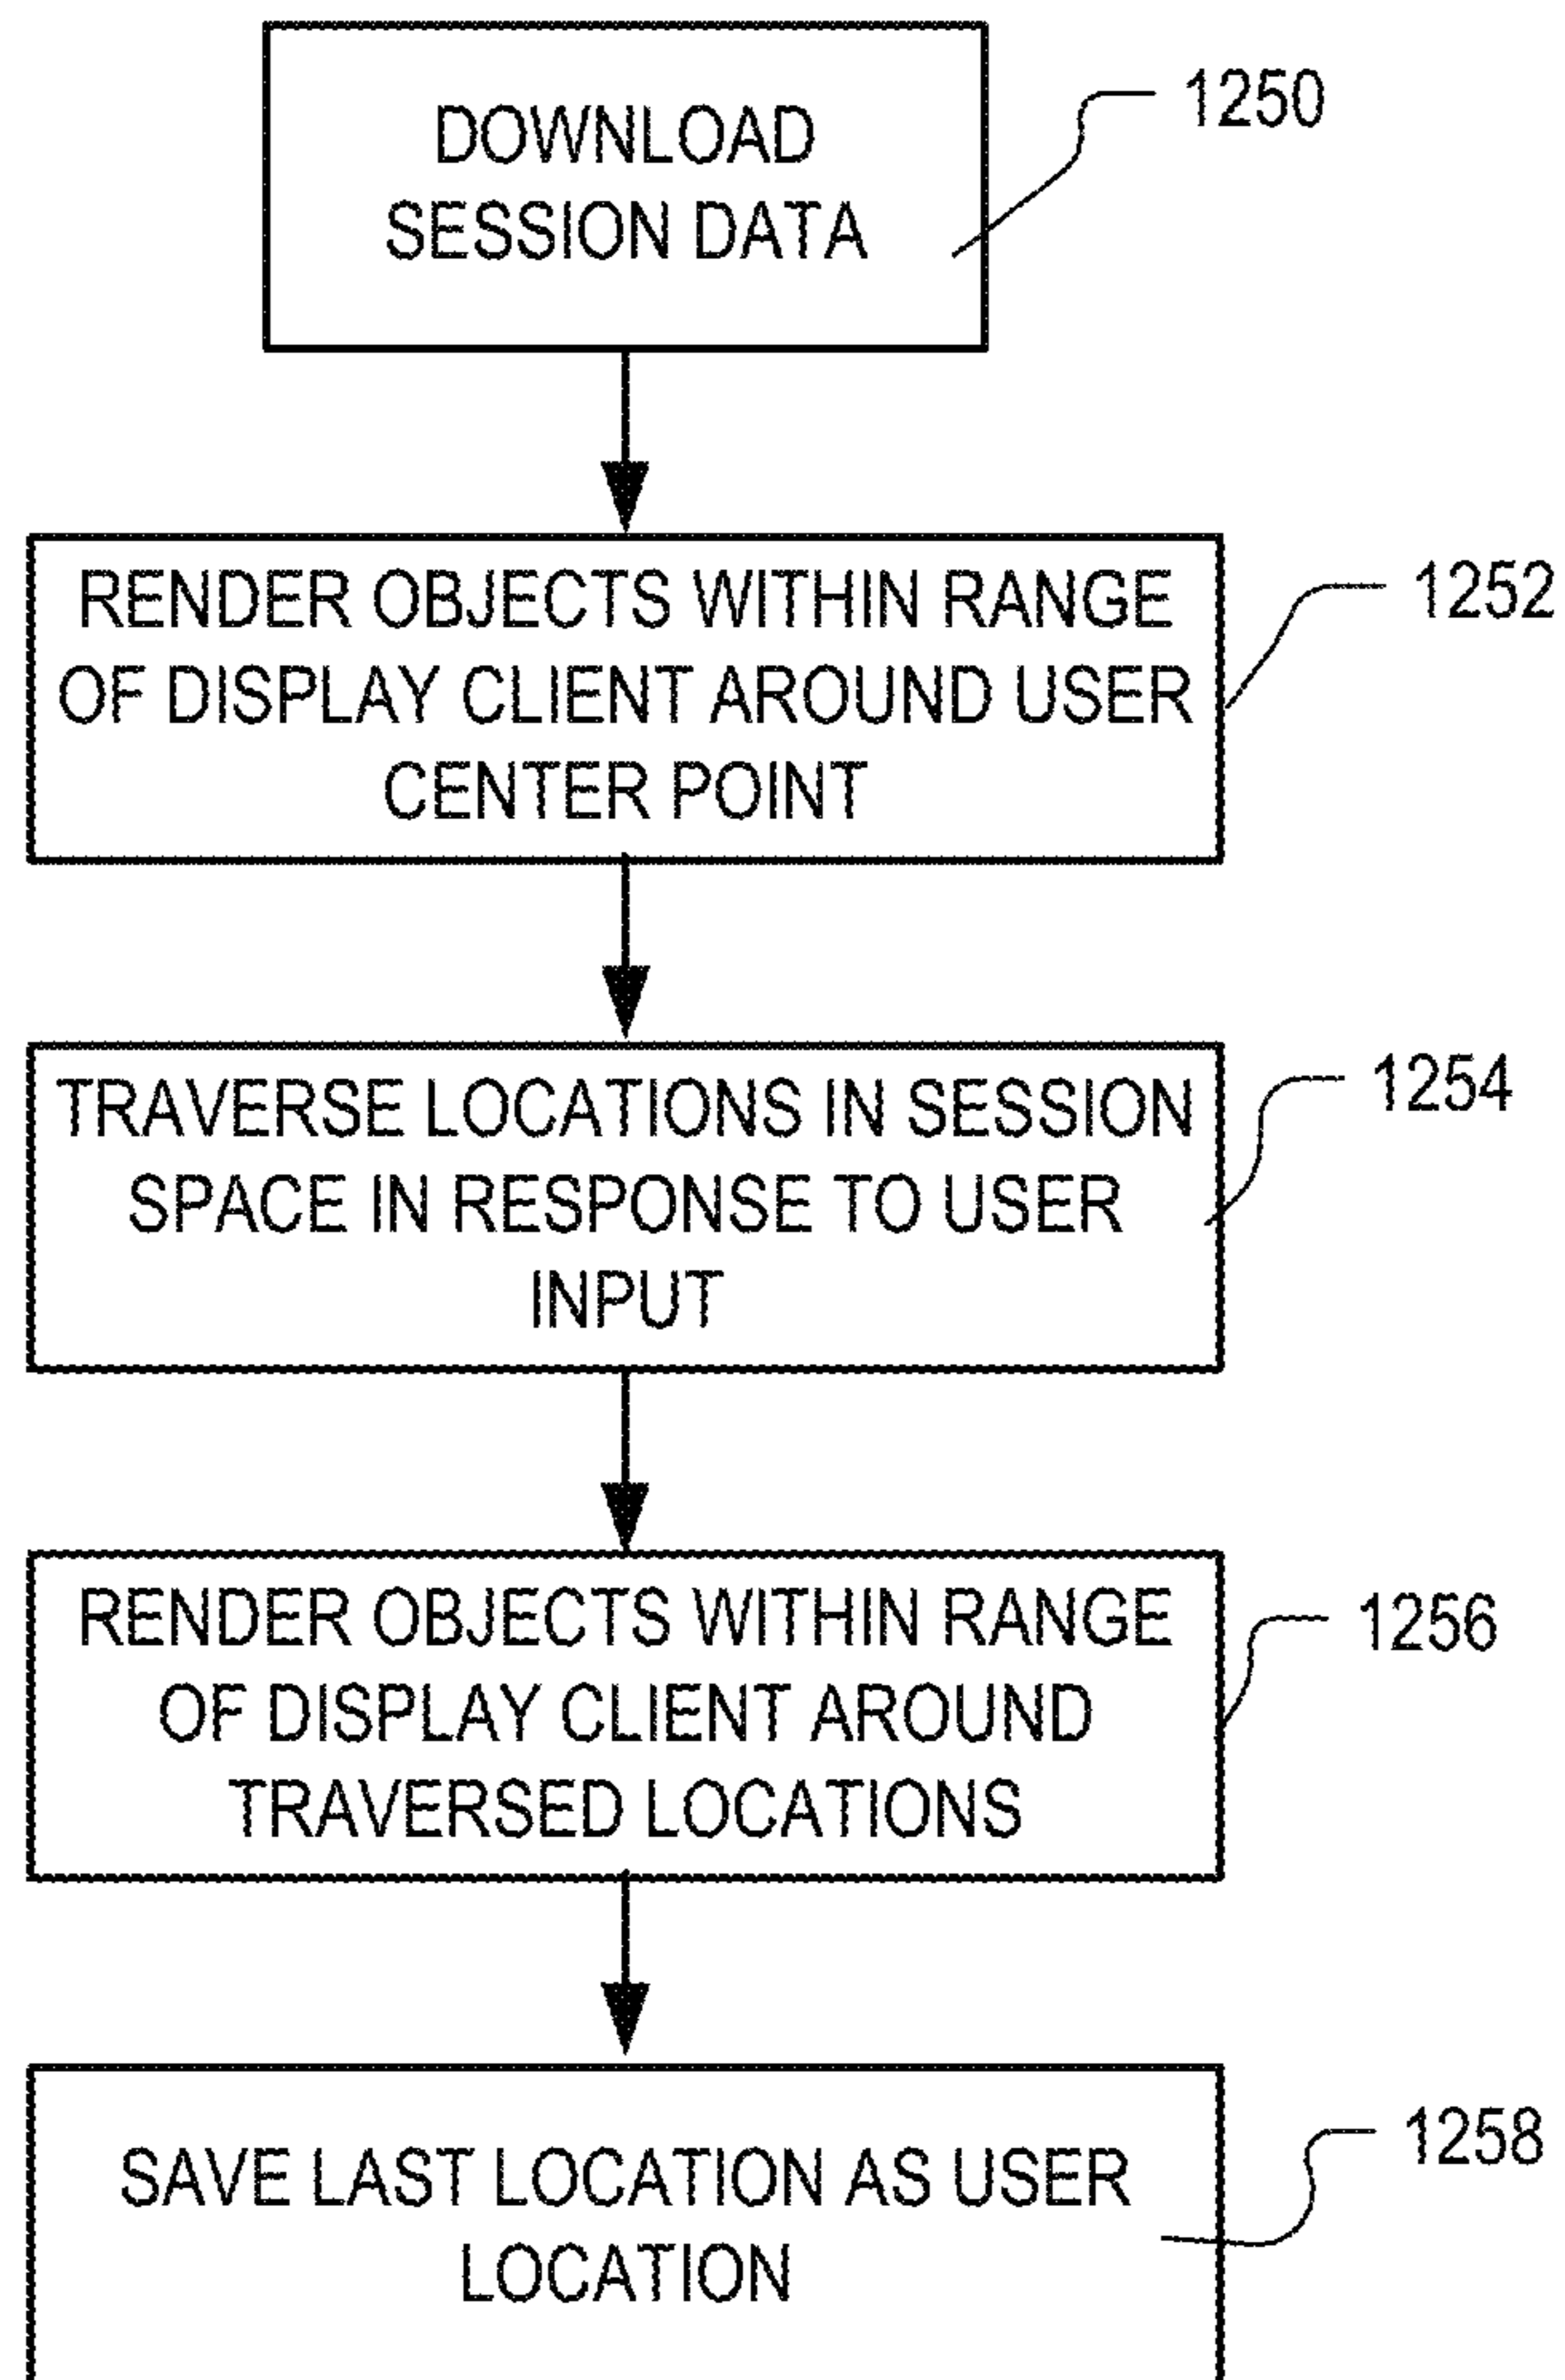 DOWNLOAD
SESSION DATA
1250
RENDER OBJECTS WITHIN RANGE
OF DISPLAY CLIENT AROUND USER
CENTER POINT
1252
TRAVERSE LOCATIONS IN SESSION
SPACE IN RESPONSE TO USER
INPUT
1254
RENDER OBJECTS WITHIN RANGE
OF DISPLAY CLIENT AROUND
TRAVERSED LOCATIONS
1256
SAVE LAST LOCATION AS USER
LOCATION
1258